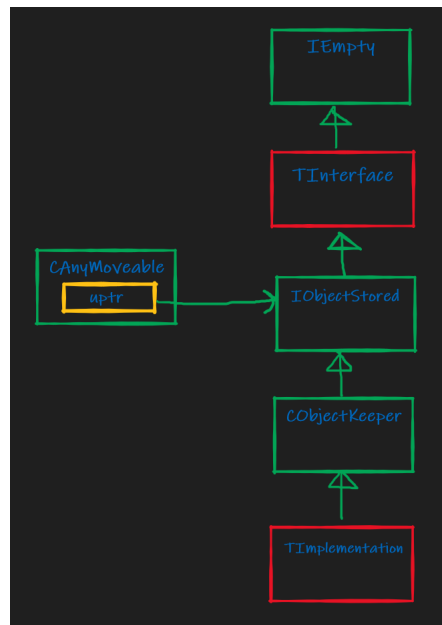 IEmpty
TInterface
CAnyMoveable
uptr
IObjectStored
CObjectKeeper
TImplementation